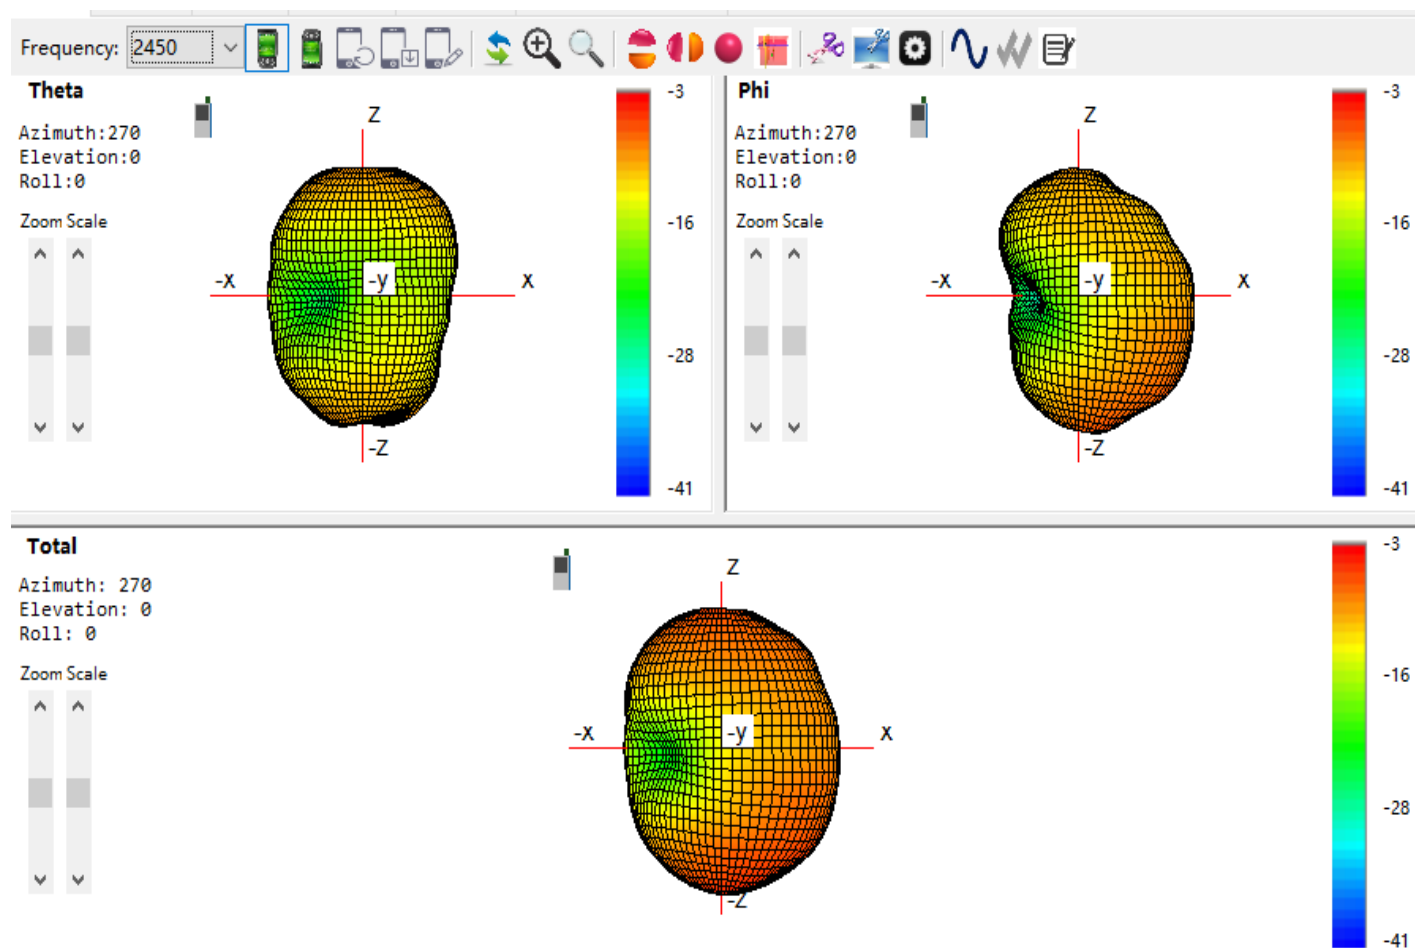 Frequency: 2450
Theta
Azimuth:270
Elevation:0
Roll:0
Zoom Scale
Z
-X
-y
X
-Z
-3
-16
-28
-41
Phi
Azimuth:270
Elevation:0
Roll:0
Zoom Scale
Z
-X
-y
X
-Z
-3
-16
-28
-41
Total
Azimuth: 270
Elevation: 0
Roll: 0
Zoom Scale
Z
-X
-y
X
-Z
-3
-16
-28
-41